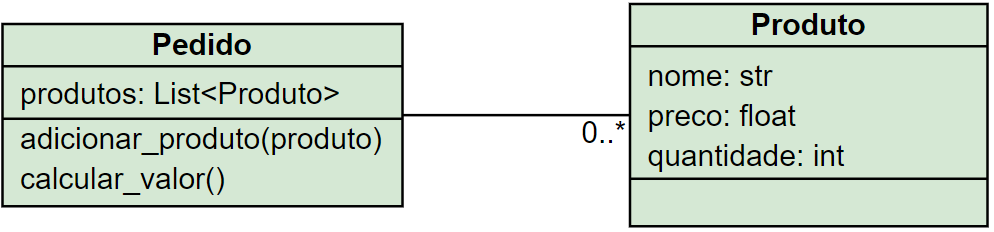 Pedido
produtos: List<Produto>
adicionar_produto(produto)
calcular_valor()
0..*
Produto
nome: str
preco: float
quantidade: int